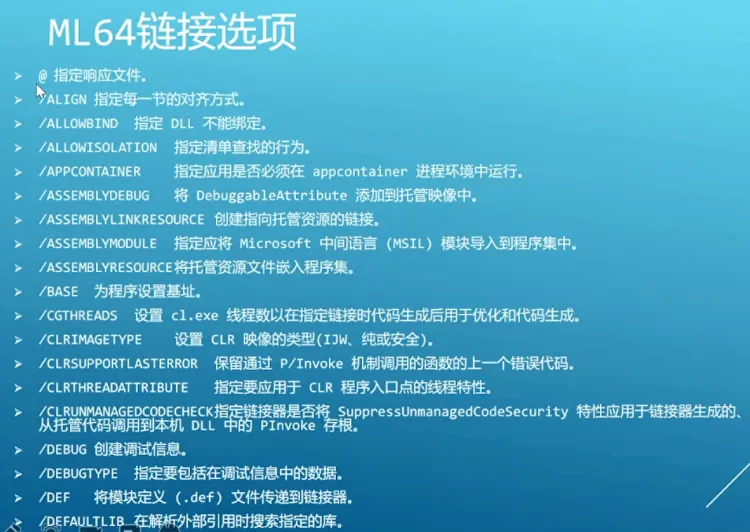 ML64链接选项
@ 指定响应文件。
/ALIGN 指定每一节的对齐方式。
/ALLOWBIND 指定 DLL 不能绑定。
/ALLOWISOLATION 指定清单查找的行为。
/APPCONTAINER 指定应用是否必须在 appcontainer 进程环境中运行。
/ASSEMBLYDEBUG 将 DebuggableAttribute 添加到托管映像中。
/ASSEMBLYLINKRESOURCE 创建指向托管资源的链接。
/ASSEMBLYMODULE 指定应将 Microsoft 中间语言 (MSIL) 模块导入到程序集中。
/ASSEMBLYRESOURCE将托管资源文件嵌入程序集。
/BASE 为程序设置基址。
/CGTHREADS 设置 cl.exe 线程数以在指定链接时代码生成后用于优化和代码生成。
/CLRIMAGETYPE 设置 CLR 映像的类型(IJW、纯或安全)。
/CLRSUPPORTLASTERROR 保留通过 P/Invoke 机制调用的函数的上一个错误代码。
/CLRTHREADATTRIBUTE 指定要应用于 CLR 程序入口点的线程特性。
/CLRUNMANAGEDCODECHECK指定链接器是否将 SuppressUnmanagedCodeSecurity 特性应用于链接器生成的、
从托管代码调用到本机 DLL 中的 PInvoke 存根。
/DEBUG 创建调试信息。
/DEBUGTYPE 指定要包括在调试信息中的数据。
/DEF 将模块定义 (.def) 文件传递到链接器。
/DEFAULTLIB 在解析外部引用时搜索指定的库。